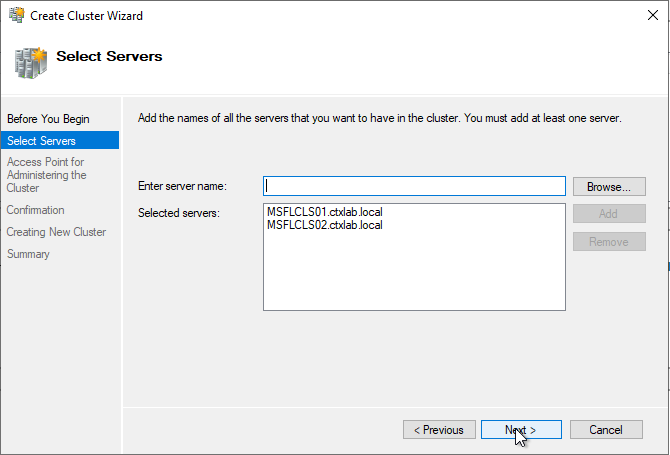 Create Cluster Wizard
Select Servers
Before You Begin
Select Servers
Access Point for
Administering the
Cluster
Confirmation
Creating New Cluster
Summary
Add the names of all the servers that you want to have in the cluster. You must add at least one server.
Enter server name:
Browse...
Selected servers:
MSFLCLS01.ctxlab.local
MSFLCLS02.ctxlab.local
Add
Remove
< Previous
Next >
Cancel